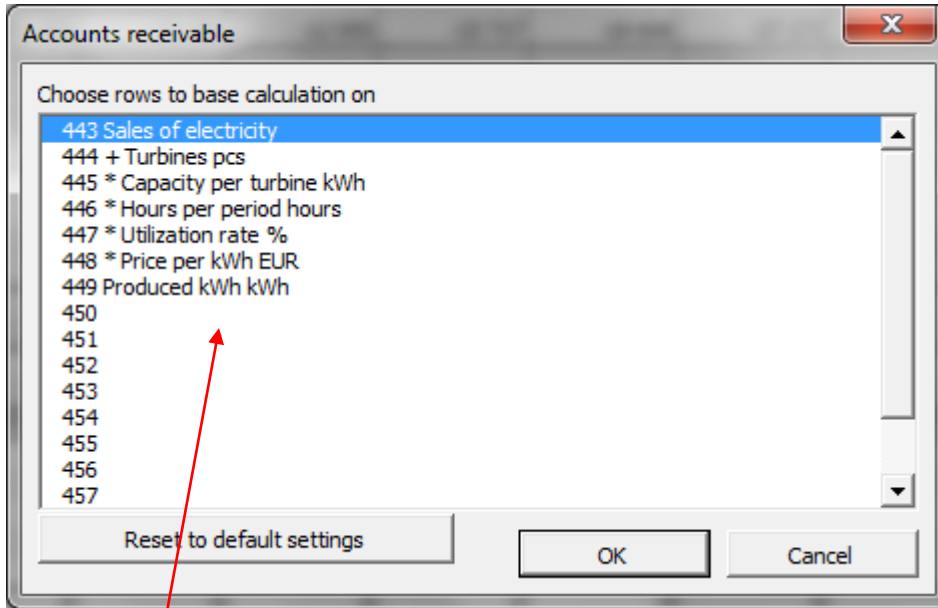 Accounts receivable
Choose rows to base calculation on
443 Sales of electricity
444 + Turbines pcs
445 * Capacity per turbine kWh
446 * Hours per period hours
447 * Utilization rate %
448 * Price per kWh EUR
449 Produced kWh kWh
450
451
452
453
454
455
456
457
Reset to default settings
OK
Cancel